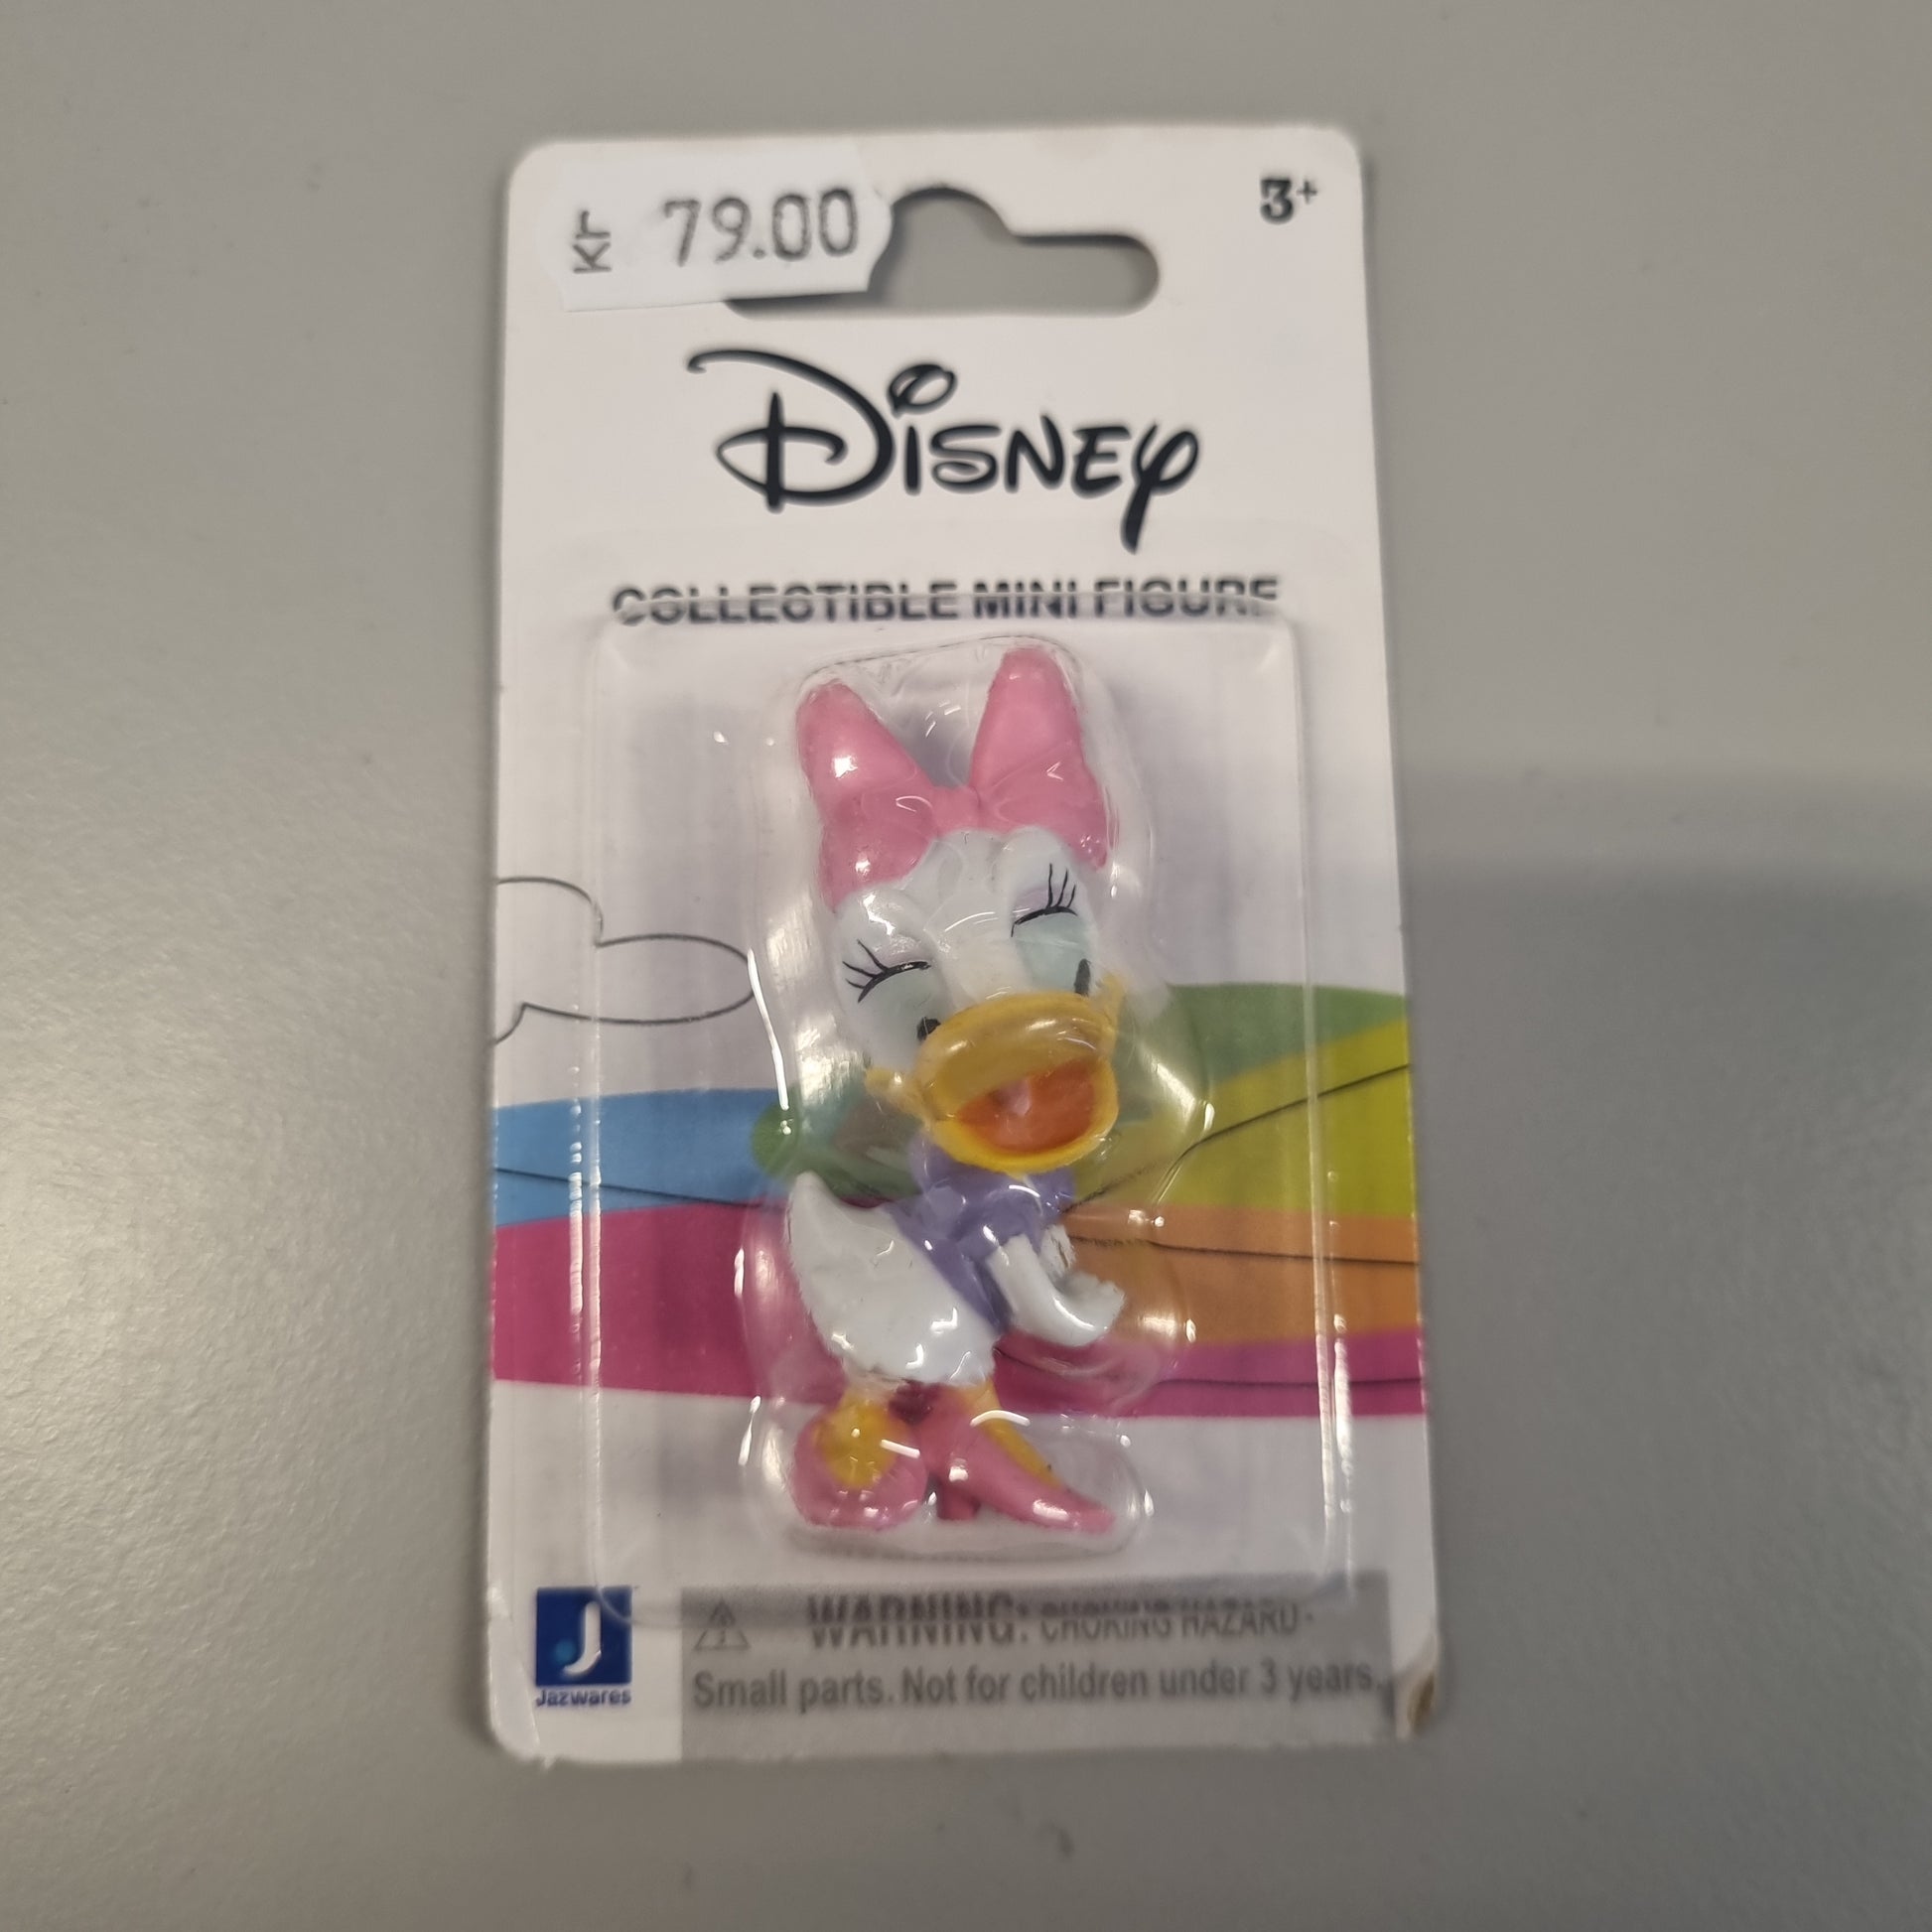 Kr 79.00
3+
Disney
COLLECTIBLE MINI FIGURE
WARNING: CHOKING HAZARD-
Small parts. Not for children under 3 years.
J
Jazwares